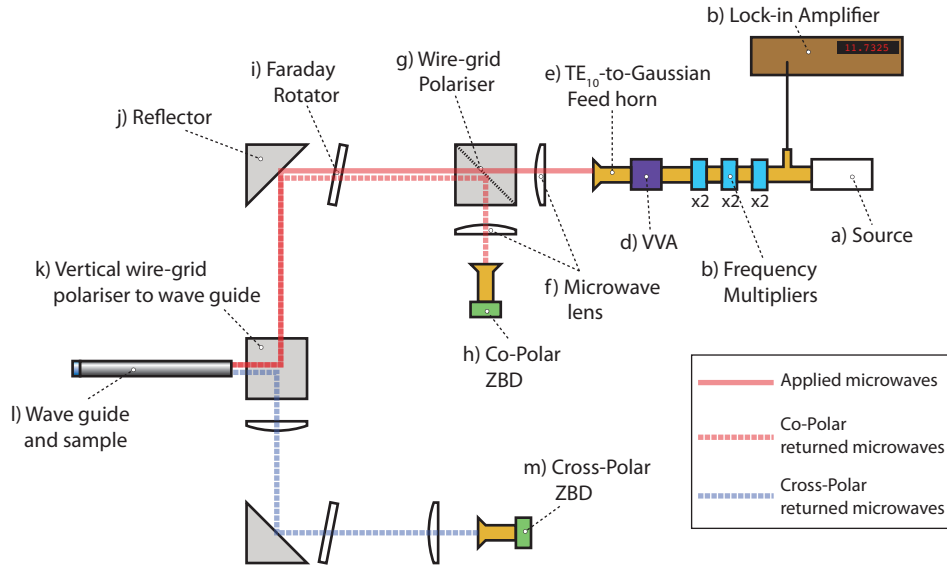 b) Lock-in Amplifier
11.7325
g) Wire-grid
Polariser
i) Faraday
Rotator
e) TE10-to-Gaussian
Feed horn
j) Reflector
x2 x2 x2
a) Source
d) VVA
b) Frequency
Multipliers
k) Vertical wire-grid
polariser to wave guide
f) Microwave
lens
h) Co-Polar
ZBD
l) Wave guide
and sample
m) Cross-Polar
ZBD
Applied microwaves
Co-Polar
returned microwaves
Cross-Polar
returned microwaves